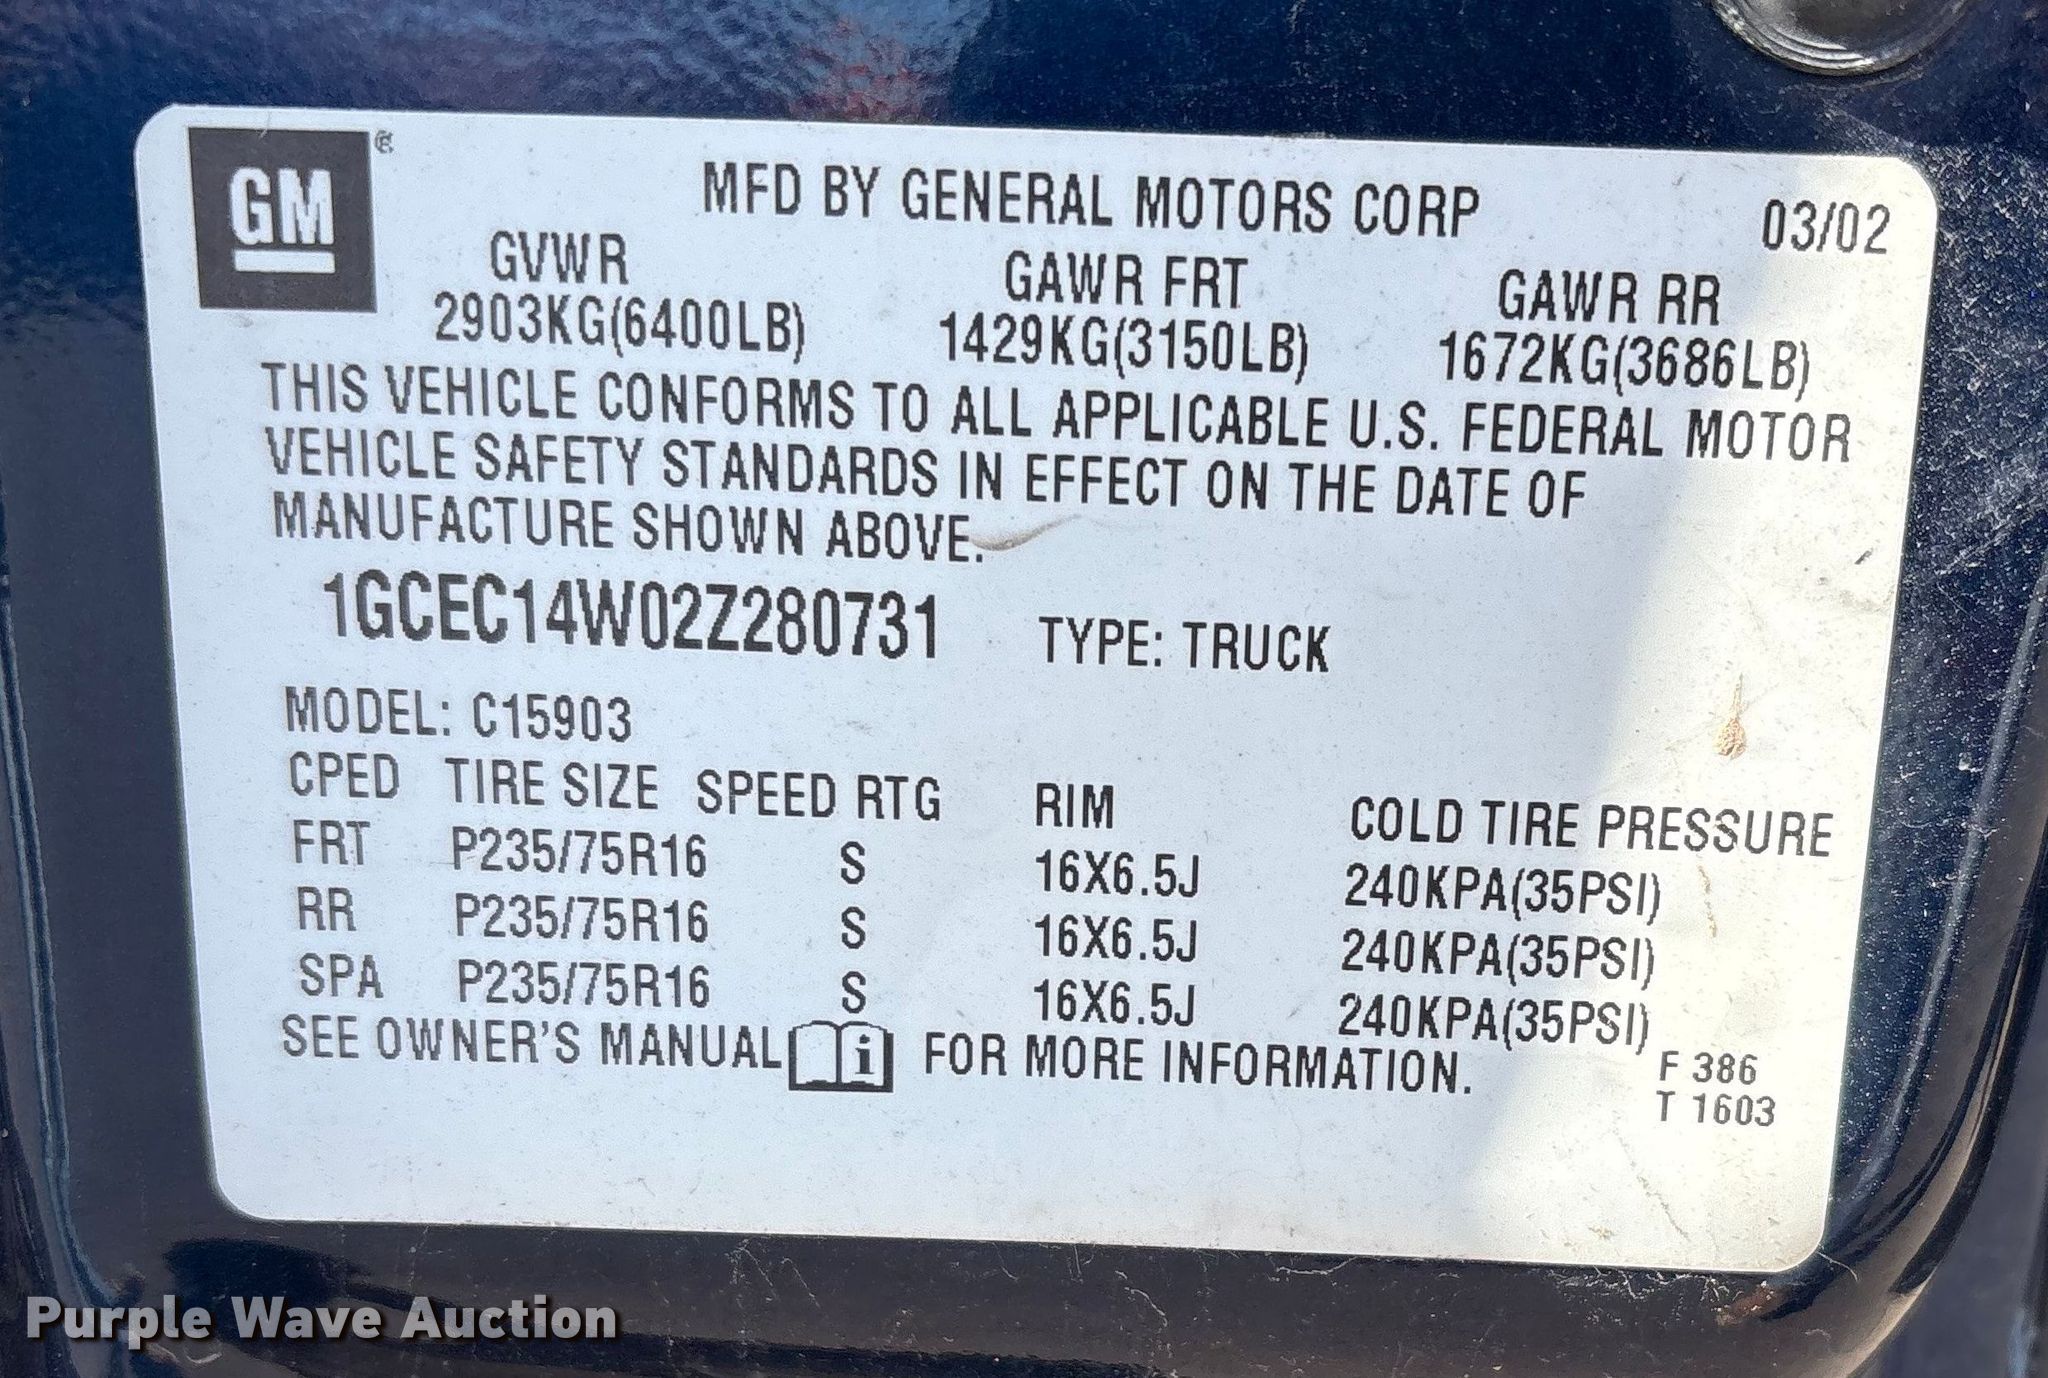 GM
MFD BY GENERAL MOTORS CORP 03/02
GVWR GAWR FRT GAWR RR
2903KG(6400LB) 1429KG(3150LB) 1672KG(3686LB)
THIS VEHICLE CONFORMS TO ALL APPLICABLE U.S. FEDERAL MOTOR
VEHICLE SAFETY STANDARDS IN EFFECT ON THE DATE OF
MANUFACTURE SHOWN ABOVE.
1GCEC14W02Z280731 TYPE: TRUCK
MODEL: C15903
CPED TIRE SIZE SPEED RTG RIM COLD TIRE PRESSURE
FRT P235/75R16 S 16X6.5J 240KPA(35PSI)
RR P235/75R16 S 16X6.5J 240KPA(35PSI)
SPA P235/75R16 S 16X6.5J 240KPA(35PSI)
SEE OWNER'S MANUAL i FOR MORE INFORMATION.
F 386
T 1603
Purple Wave Auction